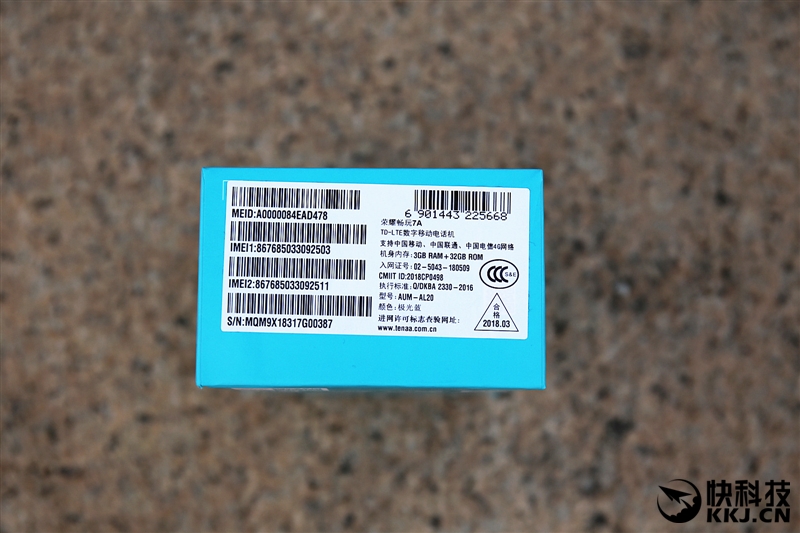 MEID:A0000084EAD478
IMEI1:867685033092503
IMEI2:867685033092511
S/N:MQM9X18317G00387
6 901443 225668
荣耀畅玩7A
TD-LTE数字移动电话机
支持中国移动、中国联通、中国电信4G网络
机身内存:3GB RAM+32GB ROM
入网证号:02-5043-180509
CMIIT ID:2018CP0498
执行标准:Q/DKBA 2330-2016
型号:AUM-AL20
颜色:极光蓝
进网许可标志查验网址:
www.tenaa.com.cn
CCC S&E
合
格
2018.03
快科技
KKJ.CN